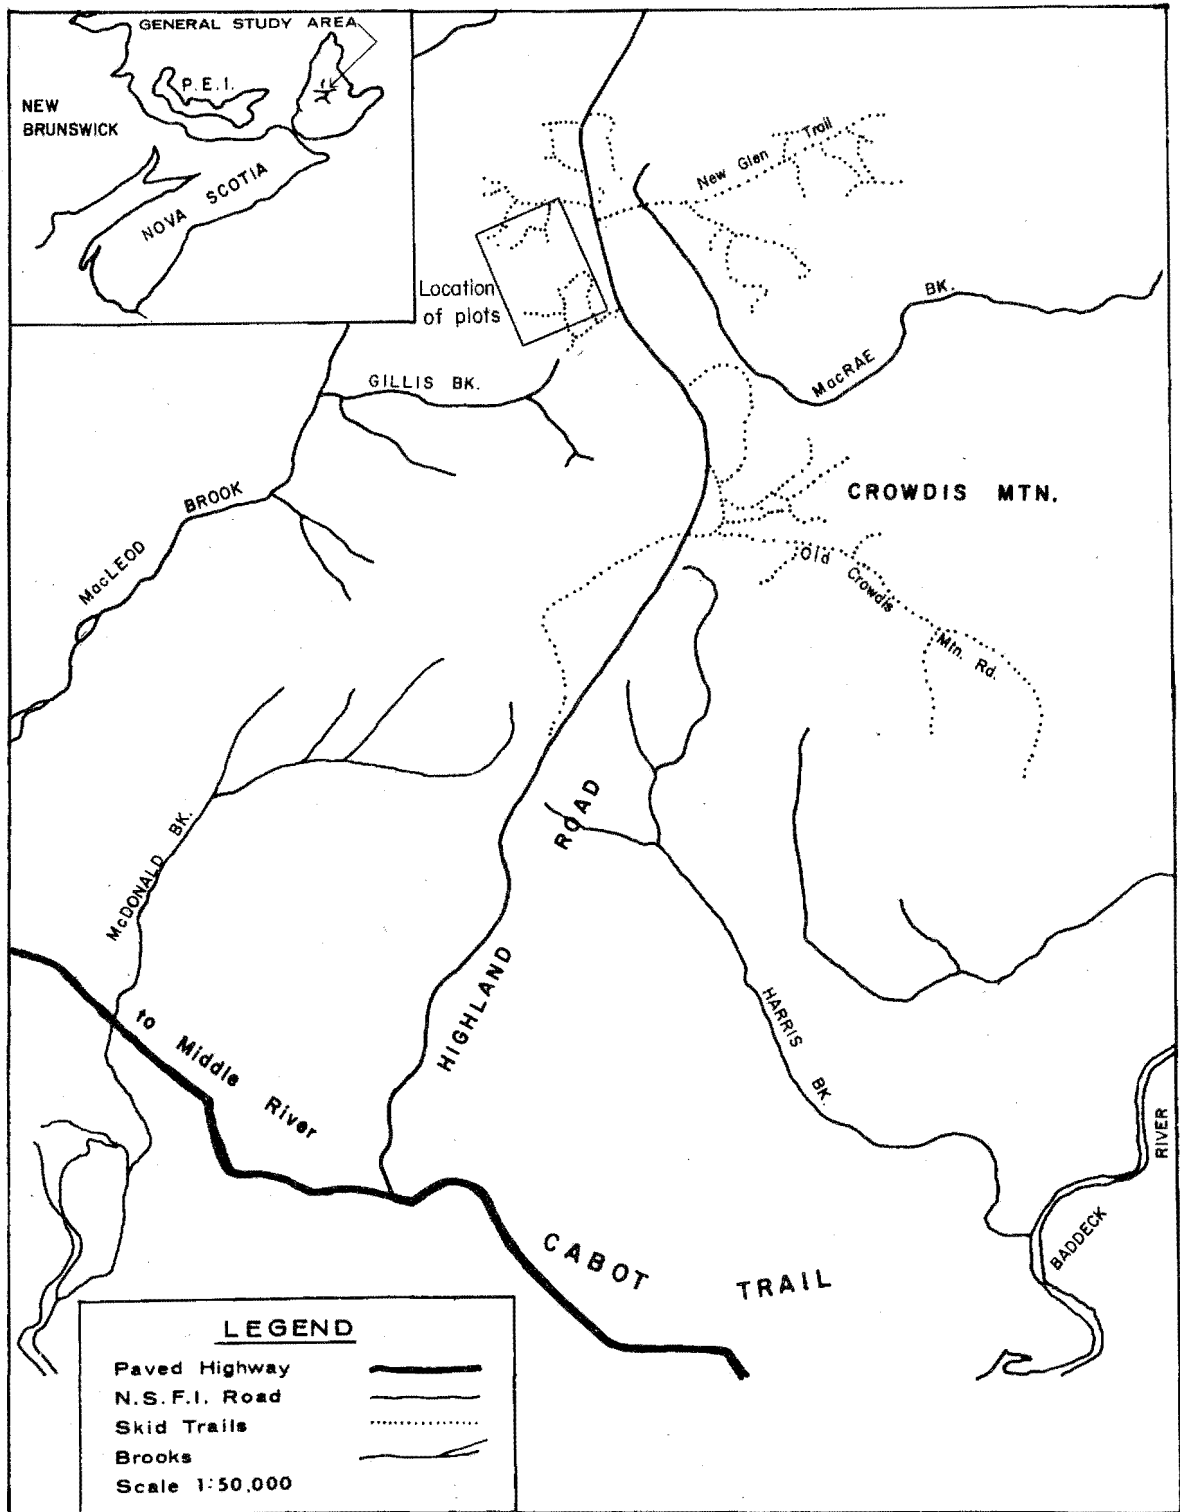 GENERAL STUDY AREA
P.E.I.
NEW
BRUNSWICK
NOVA SCOTIA
New Glen Trail
Location
of plots
BK.
MacRAE
GILLIS BK.
BROOK
MacLEOD
CROWDIS MTN.
Old Crowdis
Mtn. Rd.
ROAD
McDONALD BK.
HIGHLAND
HARRIS
BK.
to Middle River
RIVER
BADDECK
CABOT TRAIL
LEGEND
Paved Highway
N.S.F.I. Road
Skid Trails
Brooks
Scale 1:50,000